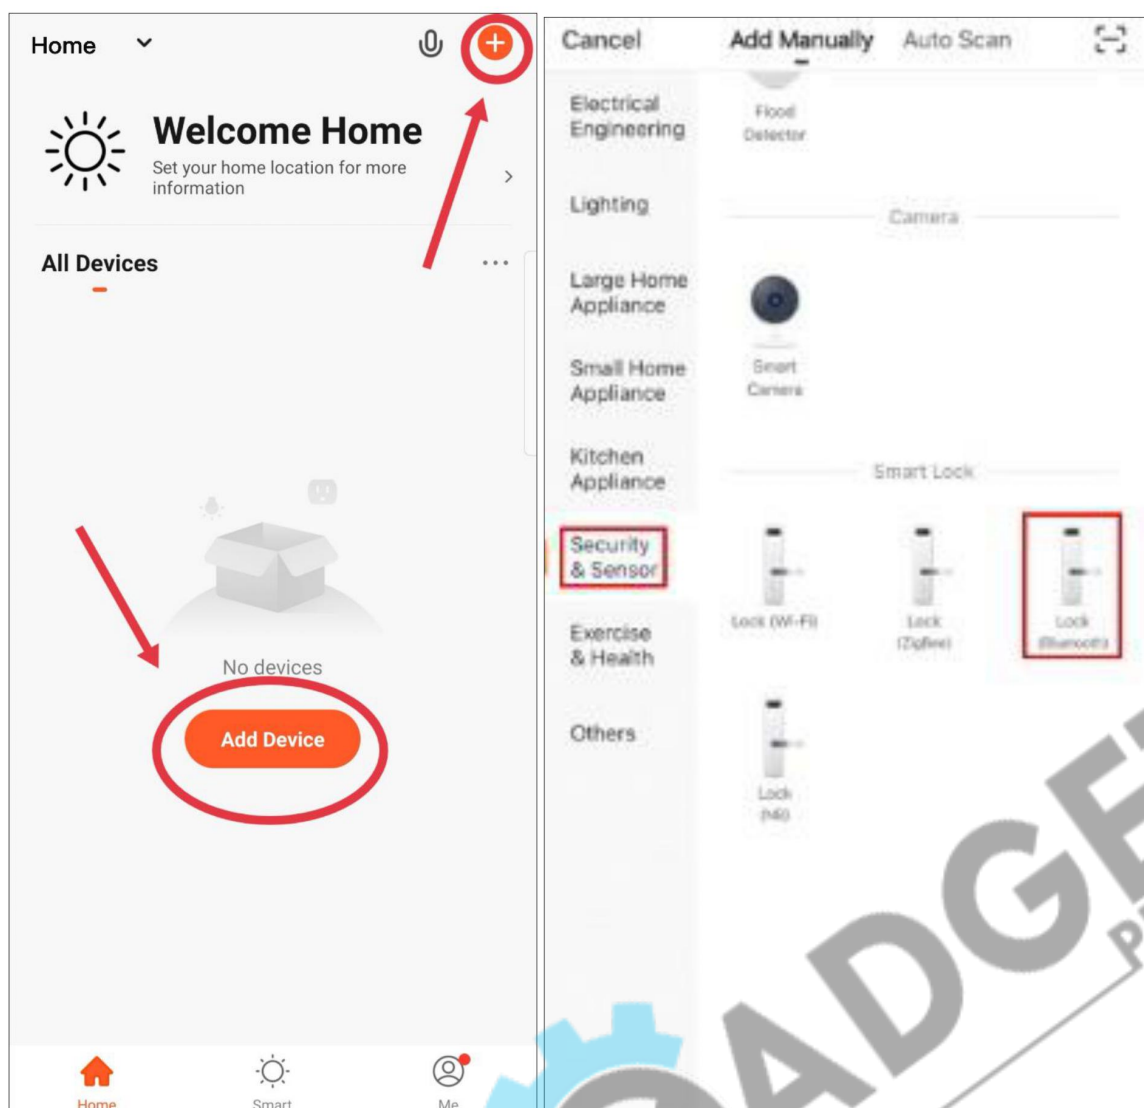 Home
Welcome Home
Set your home location for more
information
All Devices
No devices
Add Device
Home
Smart
Me
Cancel
Add Manually
Auto Scan
Electrical
Engineering
Lighting
Large Home
Appliance
Small Home
Appliance
Kitchen
Appliance
Security
& Sensor
Exercise
& Health
Others
Flood
Detector
Camera
Smart
Camera
Smart Lock
Lock (Wi-Fi)
Lock
(ZigBee)
Lock
(Bluetooth)
Lock
(NB)
ADGE